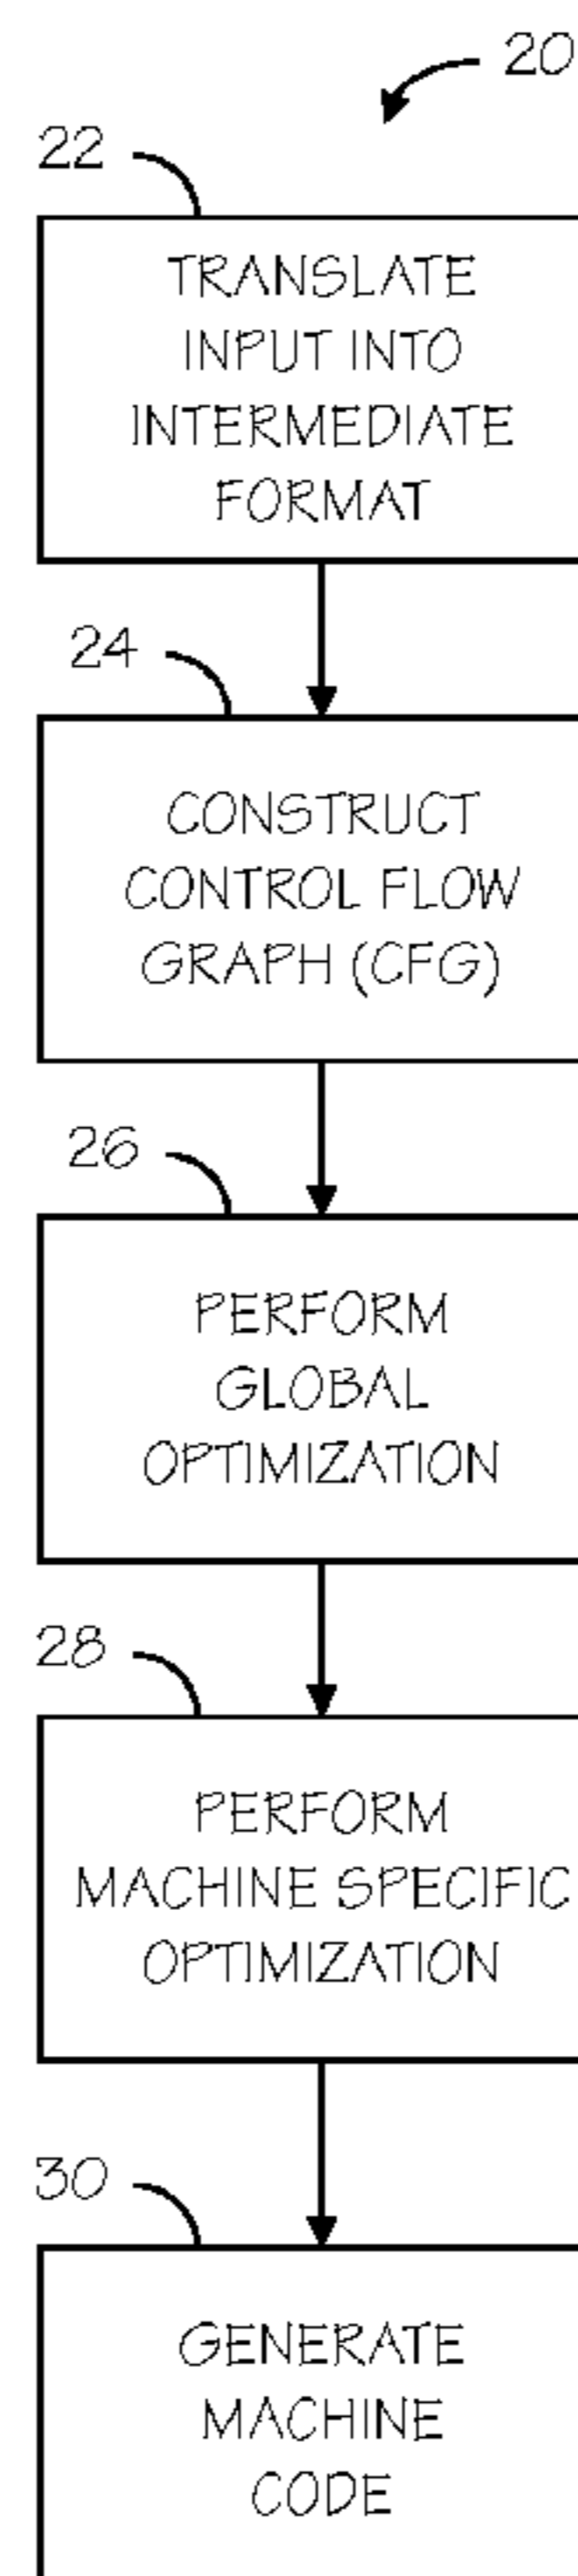 20
22
TRANSLATE
INPUT INTO
INTERMEDIATE
FORMAT
24
CONSTRUCT
CONTROL FLOW
GRAPH (CFG)
26
PERFORM
GLOBAL
OPTIMIZATION
28
PERFORM
MACHINE SPECIFIC
OPTIMIZATION
30
GENERATE
MACHINE
CODE